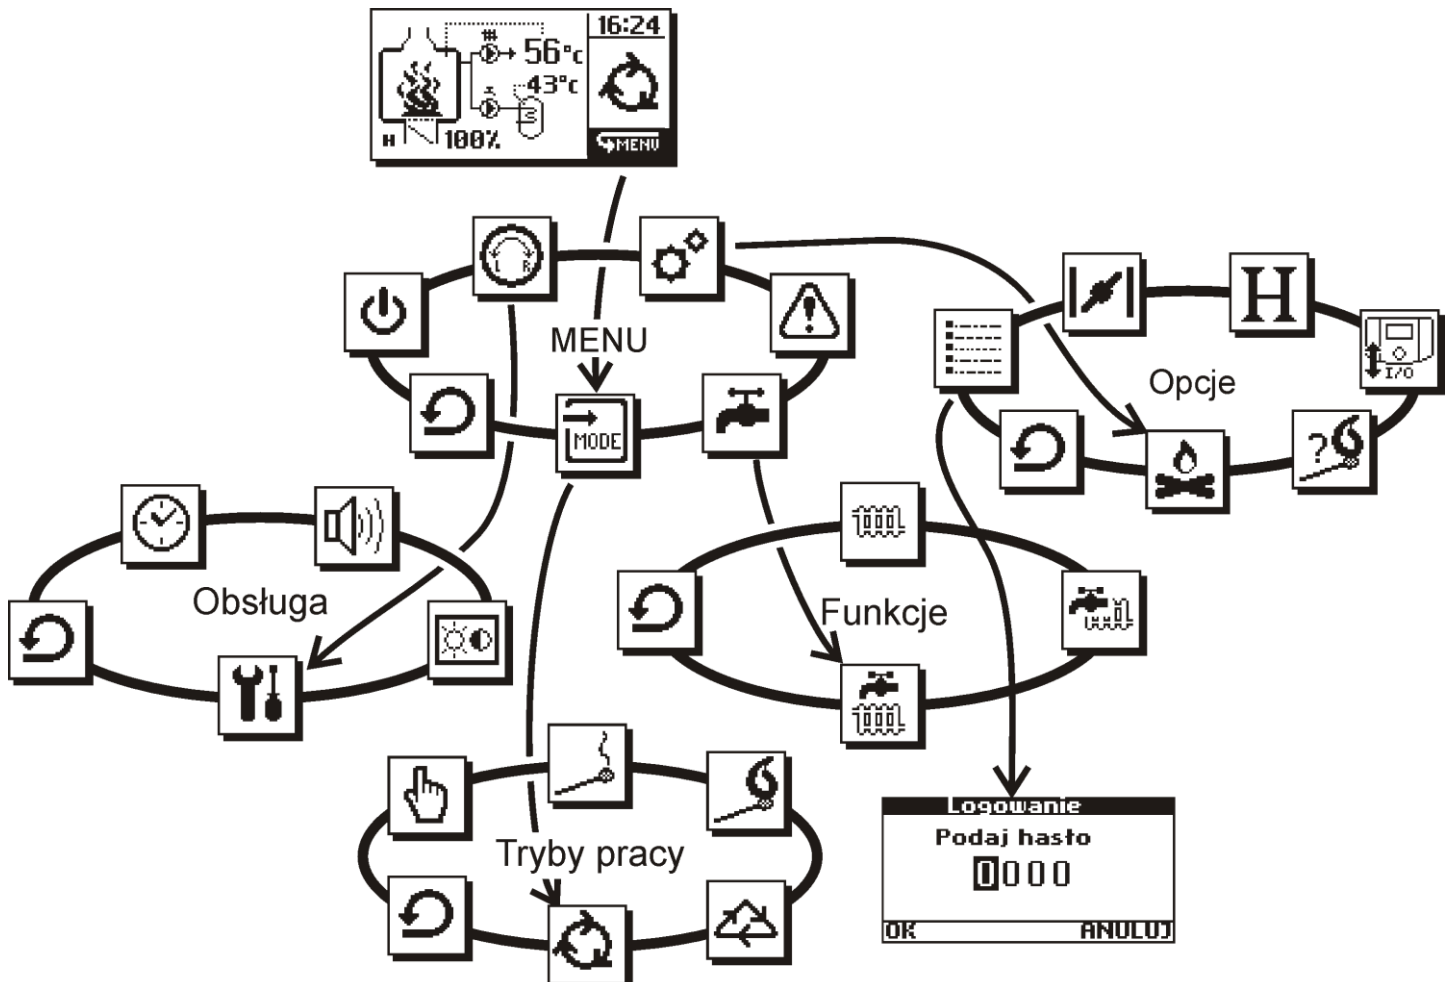 16:24
56°c
43°c
H 100%
MENU
L R
MENU
MODE
H
I/O
Opcje
?
Obsługa
Funkcje
Tryby pracy
Logowanie
Podaj hasło
0000
OK ANULUJ